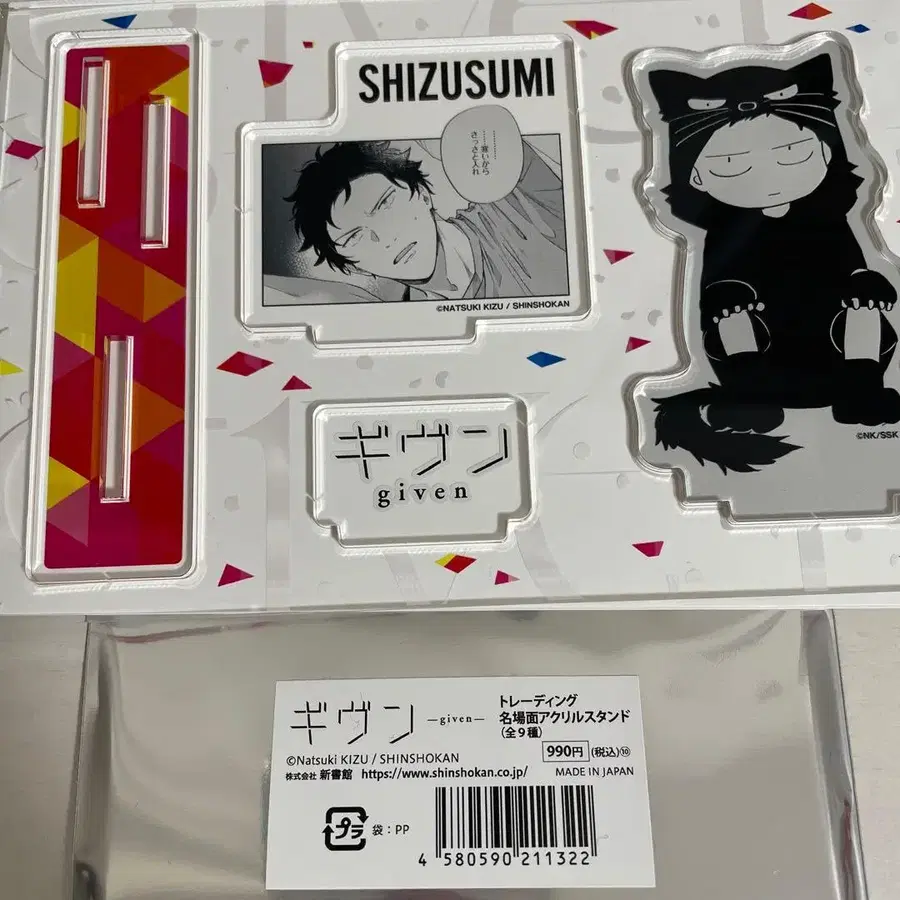 SHIZUSUMI
……寒いから
さっさと入れ
©NATSUKI KIZU / SHINSHOKAN
©NK/SSK
ギヴン
given
ギヴン —given—
トレーディング
名場面アクリルスタンド
(全9種)
990円 (税込)⑩
©Natsuki KIZU / SHINSHOKAN
株式会社 新書館 https://www.shinshokan.co.jp/
MADE IN JAPAN
プラ 袋:PP
4 580590 211322